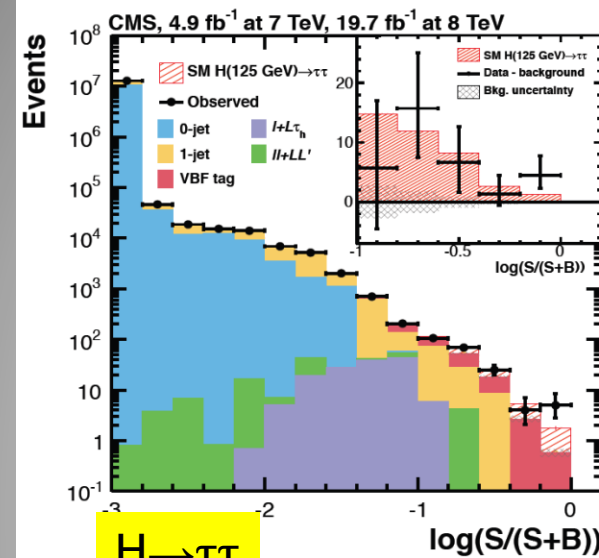 CMS, 4.9 fb⁻¹ at 7 TeV, 19.7 fb⁻¹ at 8 TeV
Events
10⁸
10⁷
10⁶
10⁵
10⁴
10³
10²
10
1
10⁻¹
SM H(125 GeV)→ττ
Observed
0-jet
1-jet
VBF tag
l+Lτₕ
ll+LL'
SM H(125 GeV)→ττ
Data - background
Bkg. uncertainty
20
10
0
-1
-0.5
0
log(S/(S+B))
-3
-2
-1
0
log(S/(S+B))
H→ττ